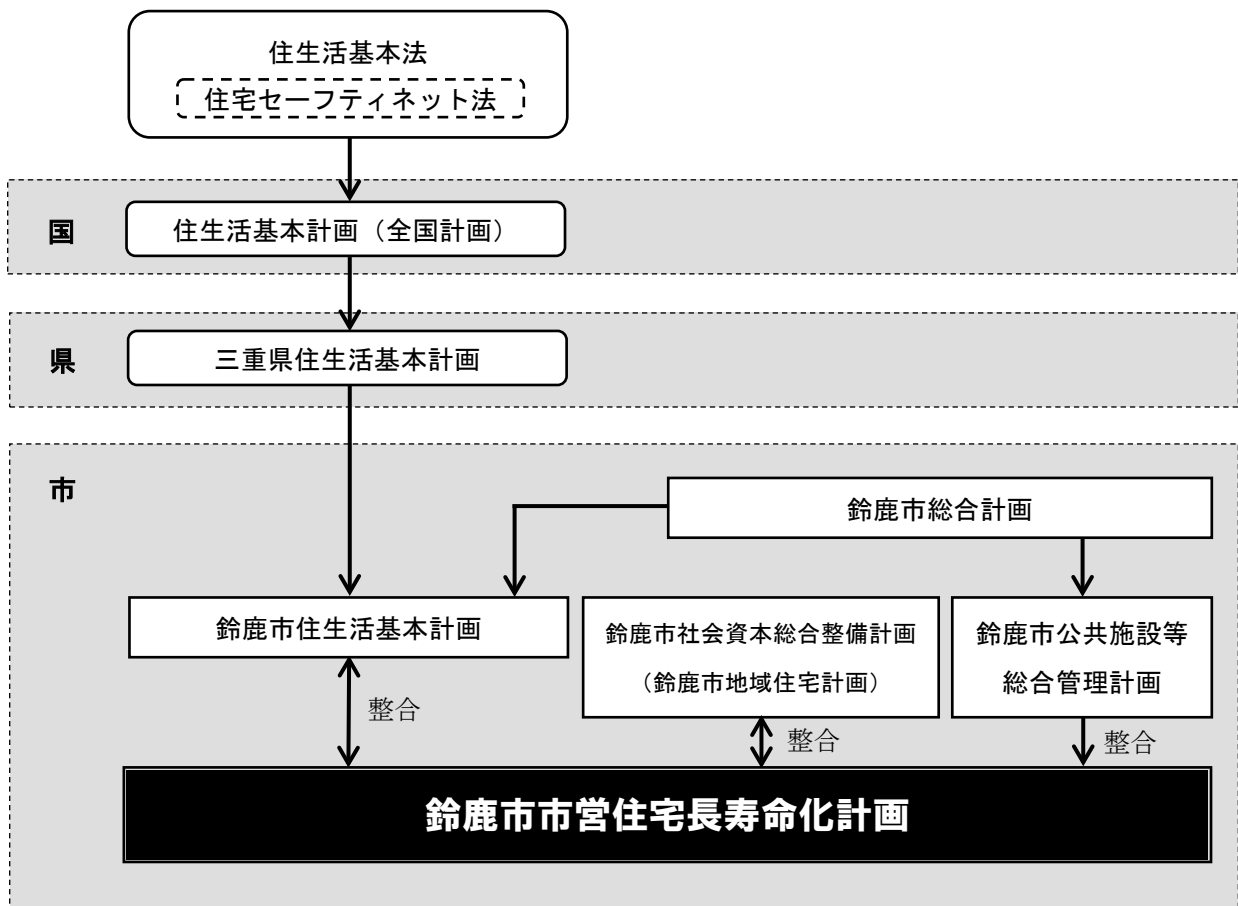 住生活基本法
住宅セーフティネット法
国
住生活基本計画（全国計画）
県
三重県住生活基本計画
市
鈴鹿市総合計画
鈴鹿市住生活基本計画
鈴鹿市社会資本総合整備計画
（鈴鹿市地域住宅計画）
鈴鹿市公共施設等
総合管理計画
整合
整合
整合
鈴鹿市市営住宅長寿命化計画